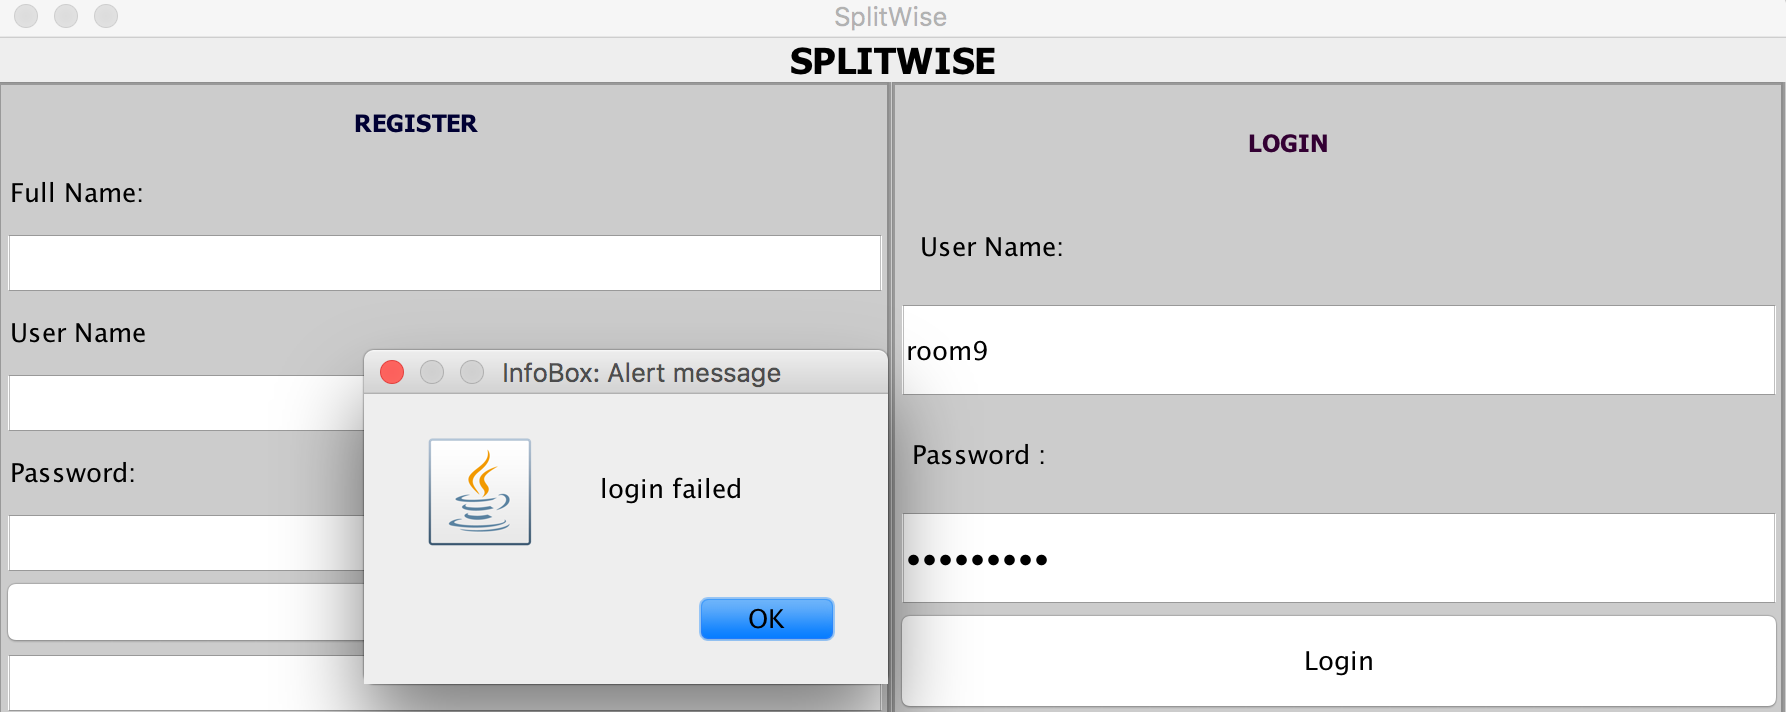 SplitWise
SPLITWISE
REGISTER
Full Name:
User Name
Password:
InfoBox: Alert message
login failed
OK
LOGIN
User Name:
room9
Password :
•••••••••
Login